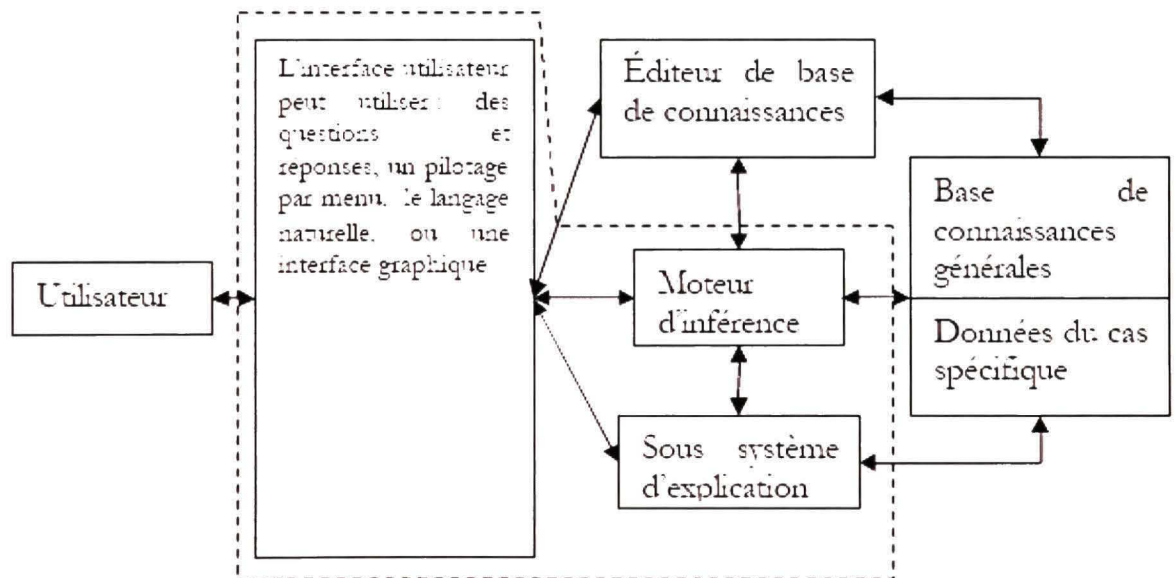 Utilisateur
L'interface utilisateur
peut utiliser : des
questions et
reponses, un pilotage
par menu, le langage
naturelle, ou une
interface graphique
Éditeur de base
de connaissances
Moteur
d'inférence
Sous système
d'explication
Base de
connaissances
générales
Données du cas
spécifique